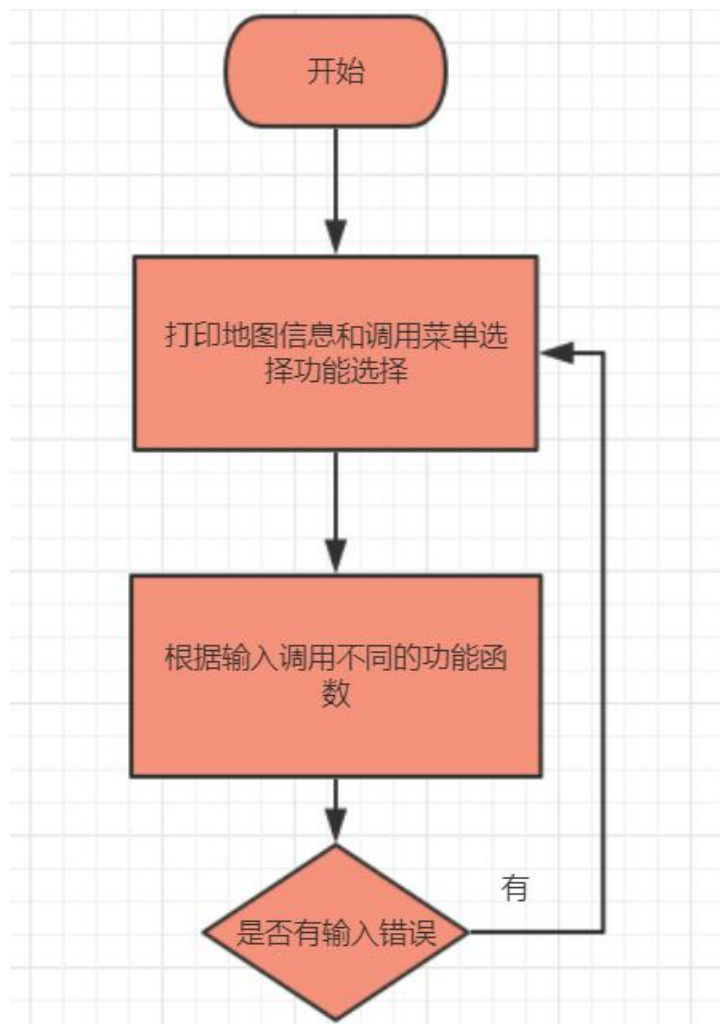 开始
打印地图信息和调用菜单选
择功能选择
根据输入调用不同的功能函
数
有
是否有输入错误